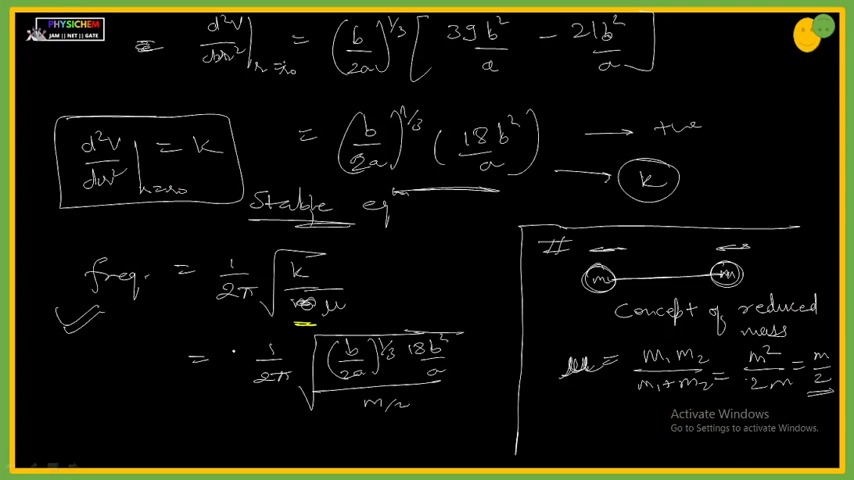 PHYSICHEM
JAM || NET || GATE
= d²V/dr² |r=r₀ = (b/2a)^1/3 [ 39b²/a - 21b²/a ]
d²V/dr² |r=r₀ = k
= (b/2a)^1/3 ( 18b²/a ) → +ve
→ k
Stable eqᵐ
freq. = 1/2π √( k / μ )
= 1/2π √( (b/2a)^1/3 18b²/a / m/2 )
#
m m
Concept of reduced
mass
μ = m₁ m₂ / m₁ + m₂ = m² / 2m = m / 2
Activate Windows
Go to Settings to activate Windows.